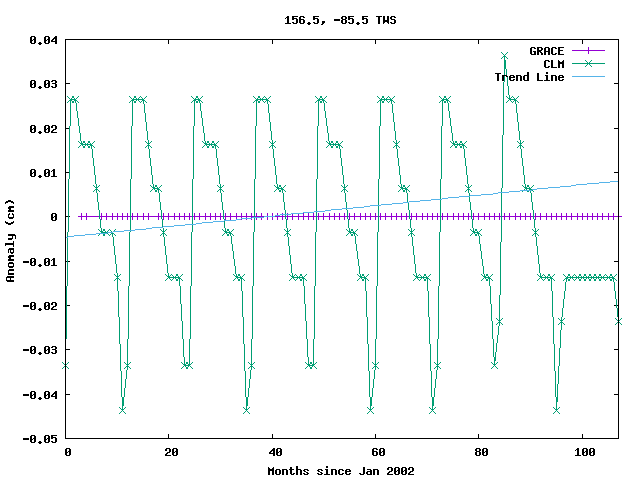 156.5, -85.5 TWS
GRACE
CLM
Trend Line
0.04
0.03
0.02
0.01
0
-0.01
-0.02
-0.03
-0.04
-0.05
Anomaly (cm)
0 20 40 60 80 100
Months since Jan 2002